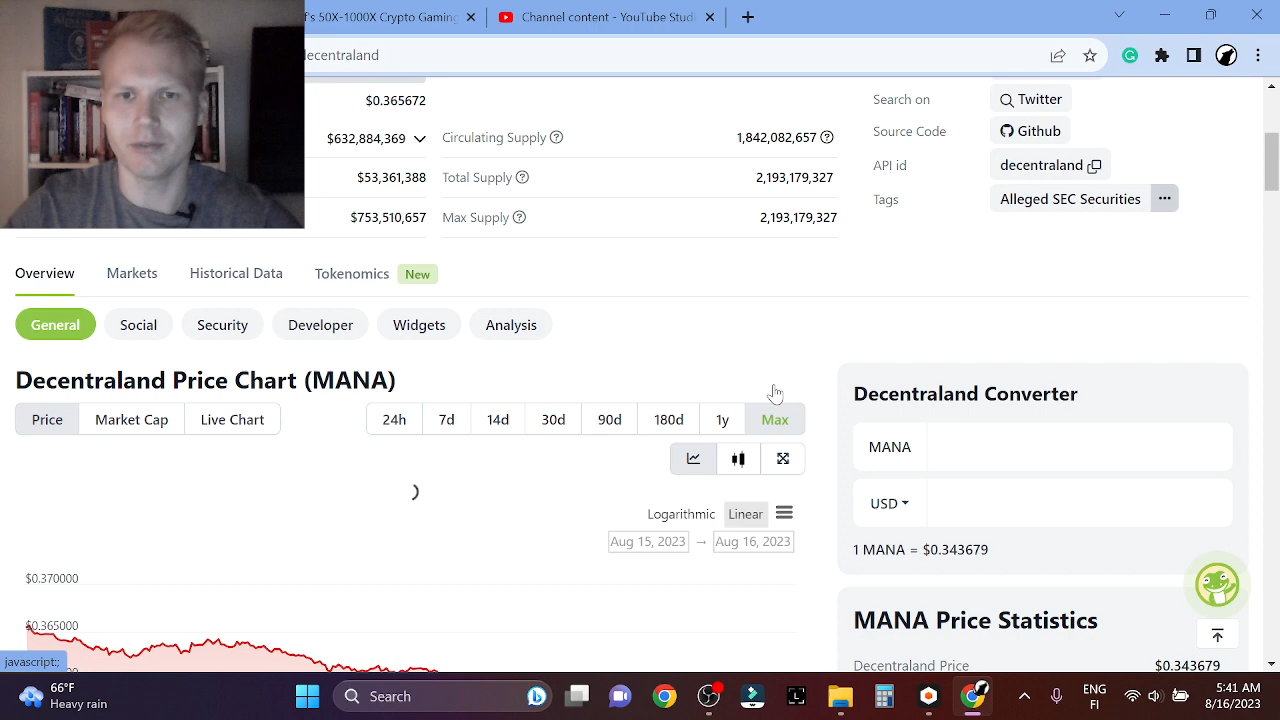 's 50x-1000X Crypto Gaming
content - YouTube Stud
ecentraland
$0.365672
$632,884,369
$53,361,388
$753,510,657
Circulating Supply
1,842,082,657
Total Supply
2,193,179,327
Max Supply
2,193,179,327
Search on
Twitter
Source Code
Github
API id
decentraland
Tags
Alleged SEC Securities
Overview
Markets
Historical Data
Tokenomics
New
General
Social
Security
Developer
Widgets
Analysis
Decentraland Price Chart (MANA)
Price
Market Cap
Live Chart
24h
7d
14d
30d
90d
180d
1y
Max
Logarithmic
Linear
Aug 15, 2023 → Aug 16, 2023
$0.370000
$0.365000
Decentraland Converter
MANA
USD
1 MANA = $0.343679
MANA Price Statistics
Decentraland Price
$0.343679
javascript:;
66°F
Heavy rain
Search
ENG
FI
5:41 AM
8/16/2023